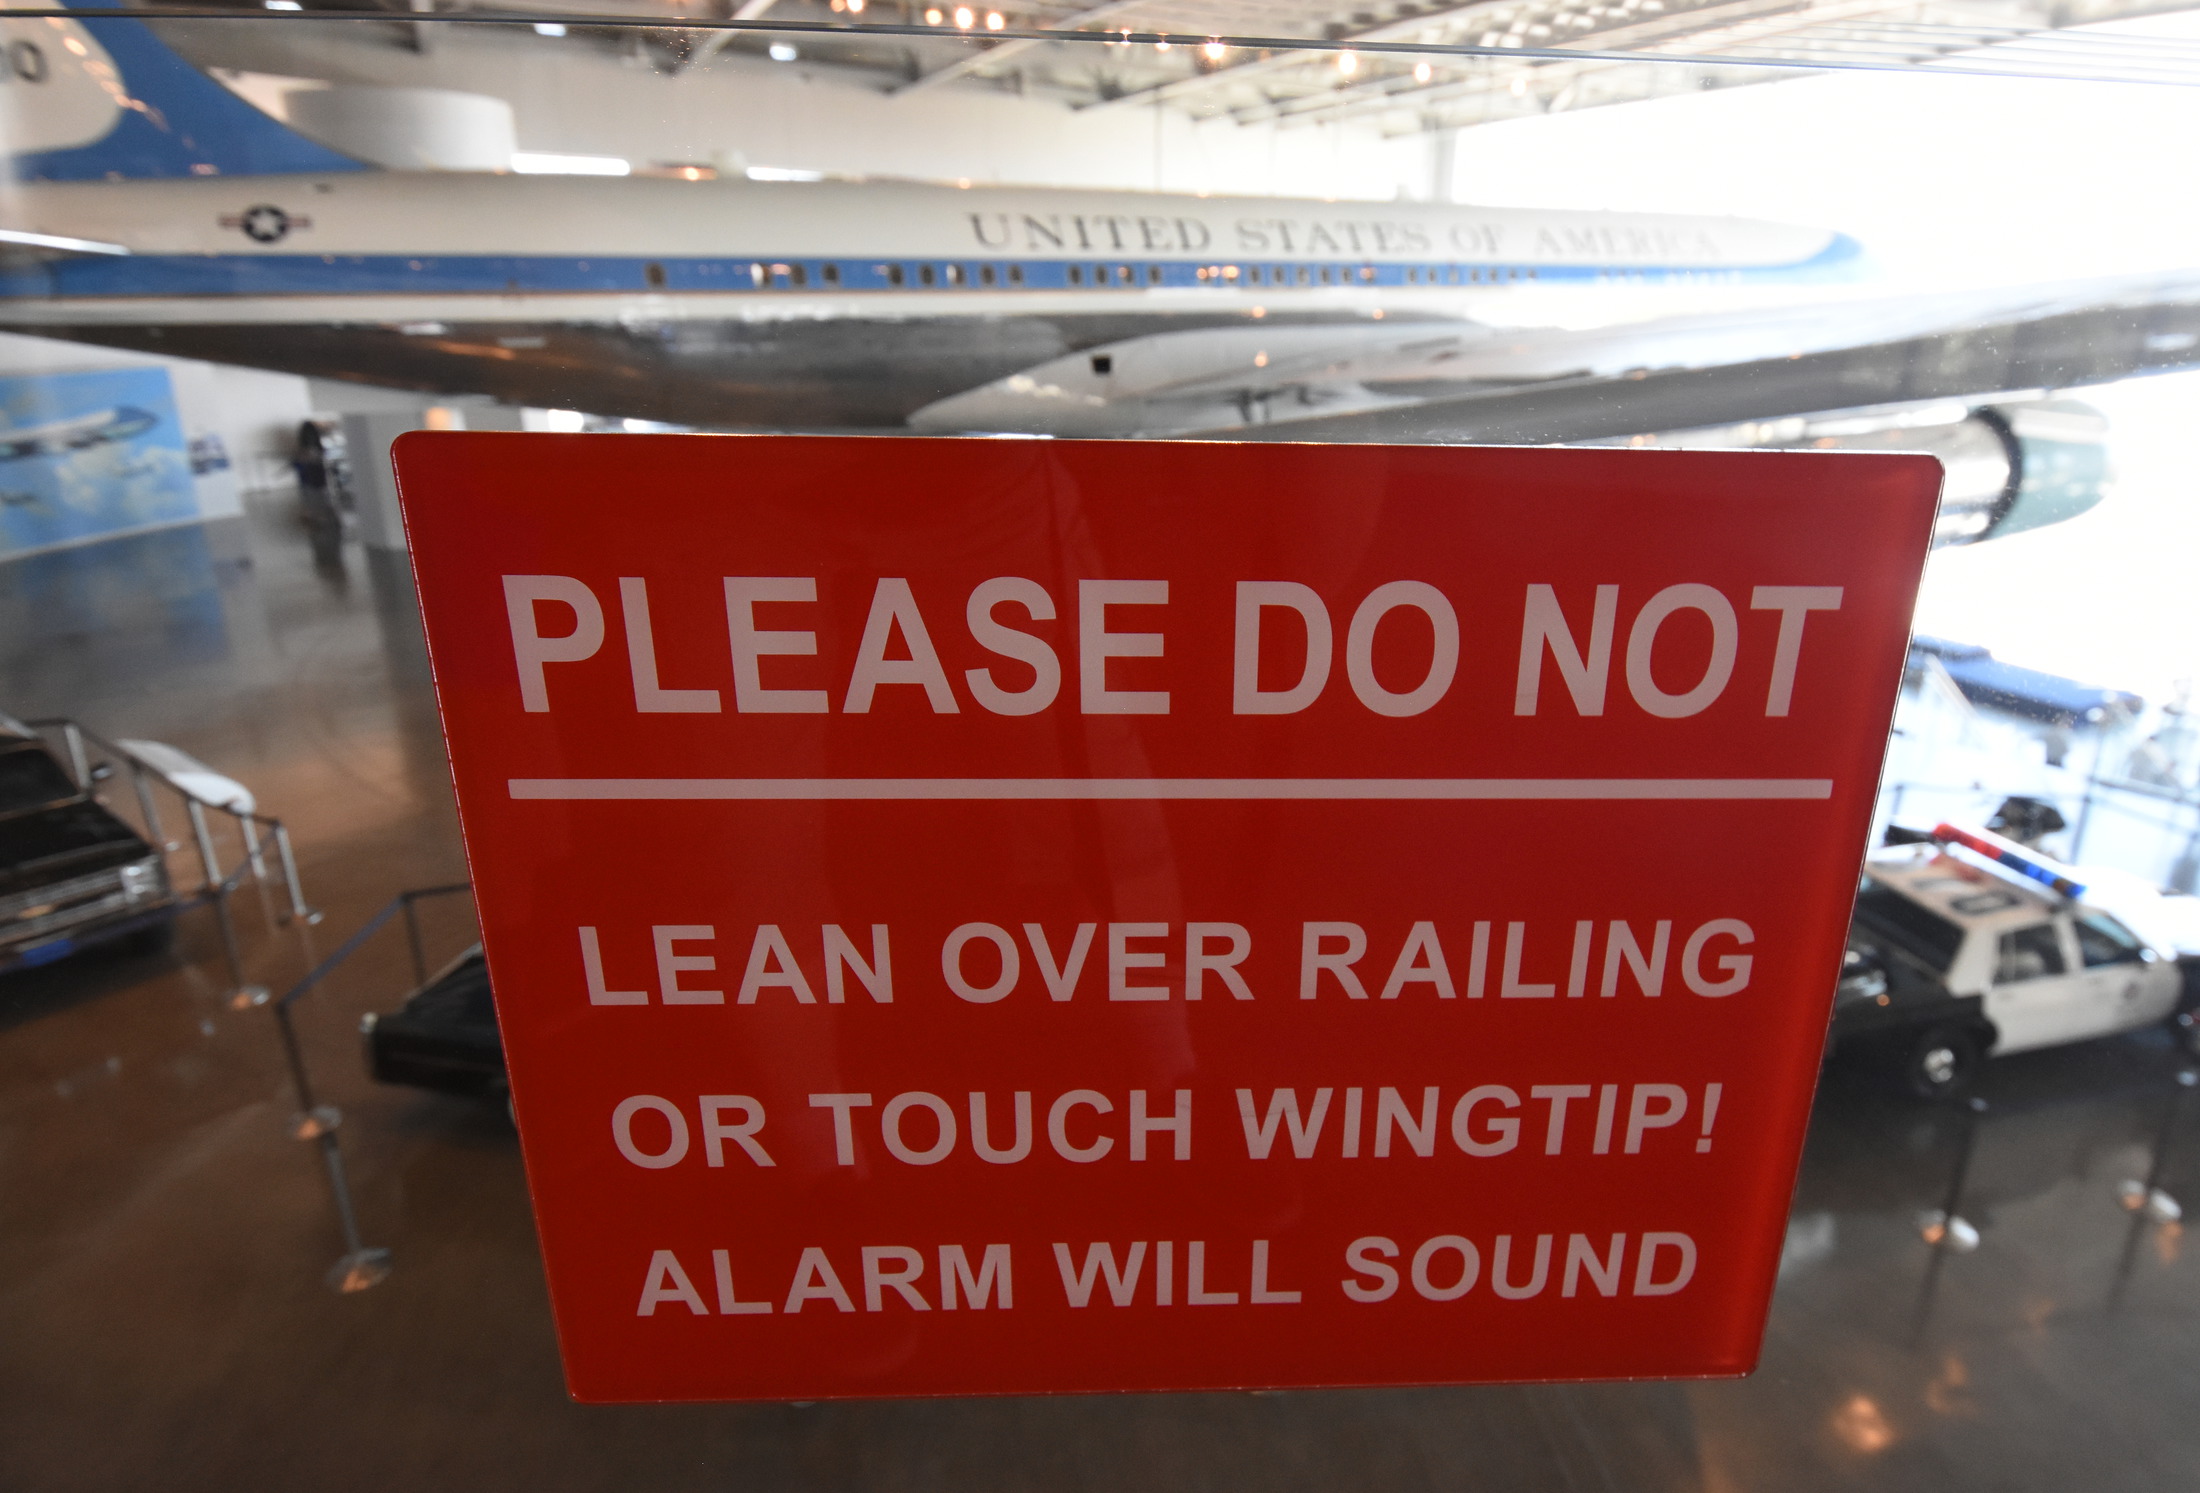 UNITED STATES OF AMERICA
PLEASE DO NOT
LEAN OVER RAILING
OR TOUCH WINGTIP!
ALARM WILL SOUND